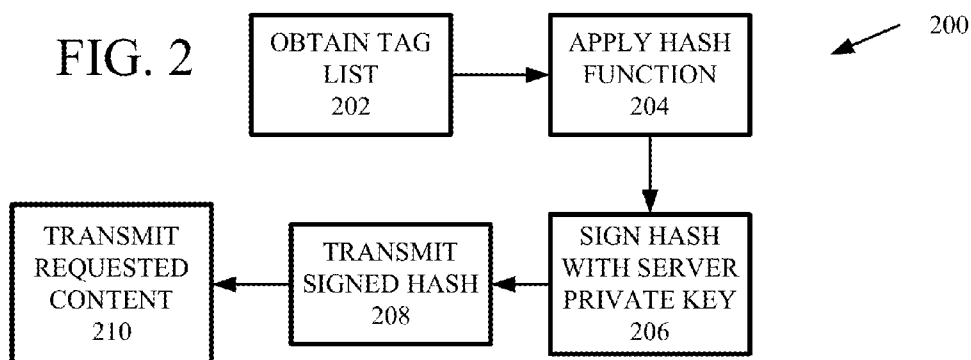 FIG. 2
200
OBTAIN TAG
LIST
202
APPLY HASH
FUNCTION
204
SIGN HASH
WITH SERVER
PRIVATE KEY
206
TRANSMIT
SIGNED HASH
208
TRANSMIT
REQUESTED
CONTENT
210